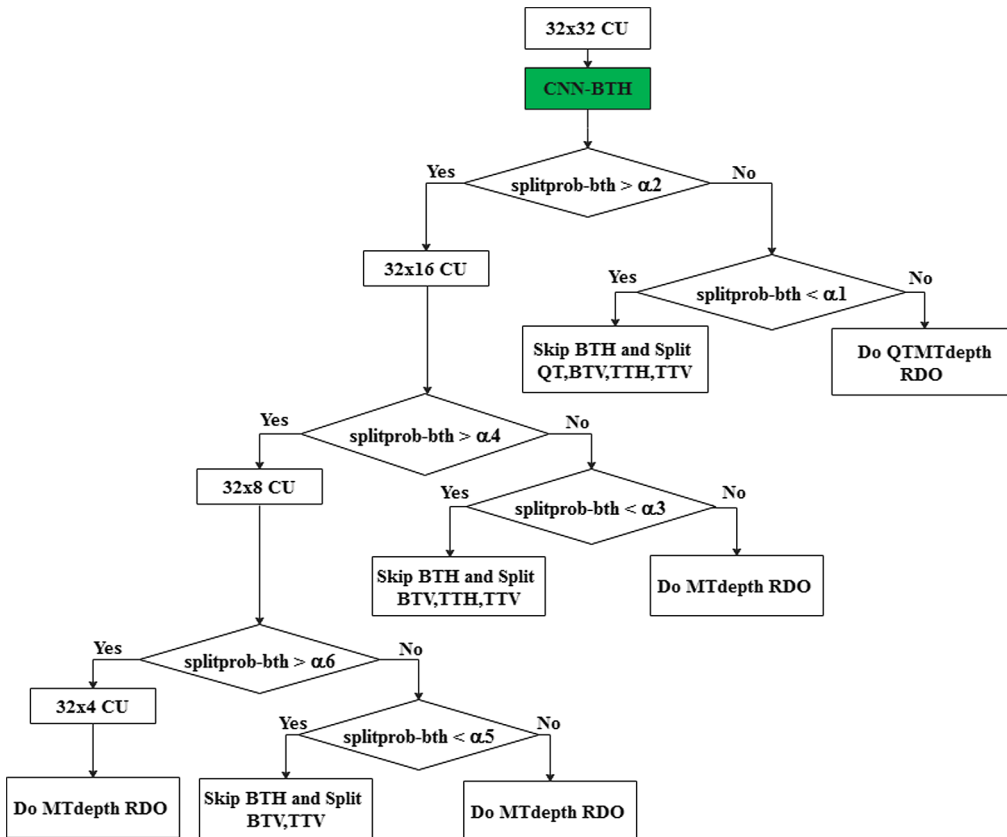 32x32 CU
CNN-BTH
Yes
splitprob-bth > α2
No
32x16 CU
Yes
splitprob-bth < α1
No
Skip BTH and Split
QT,BTV,TTH,TTV
Do QTMTdepth
RDO
Yes
splitprob-bth > α4
No
32x8 CU
Yes
splitprob-bth < α3
No
Skip BTH and Split
BTV,TTH,TTV
Do MTdepth RDO
Yes
splitprob-bth > α6
No
32x4 CU
Yes
splitprob-bth < α5
No
Do MTdepth RDO
Skip BTH and Split
BTV,TTV
Do MTdepth RDO